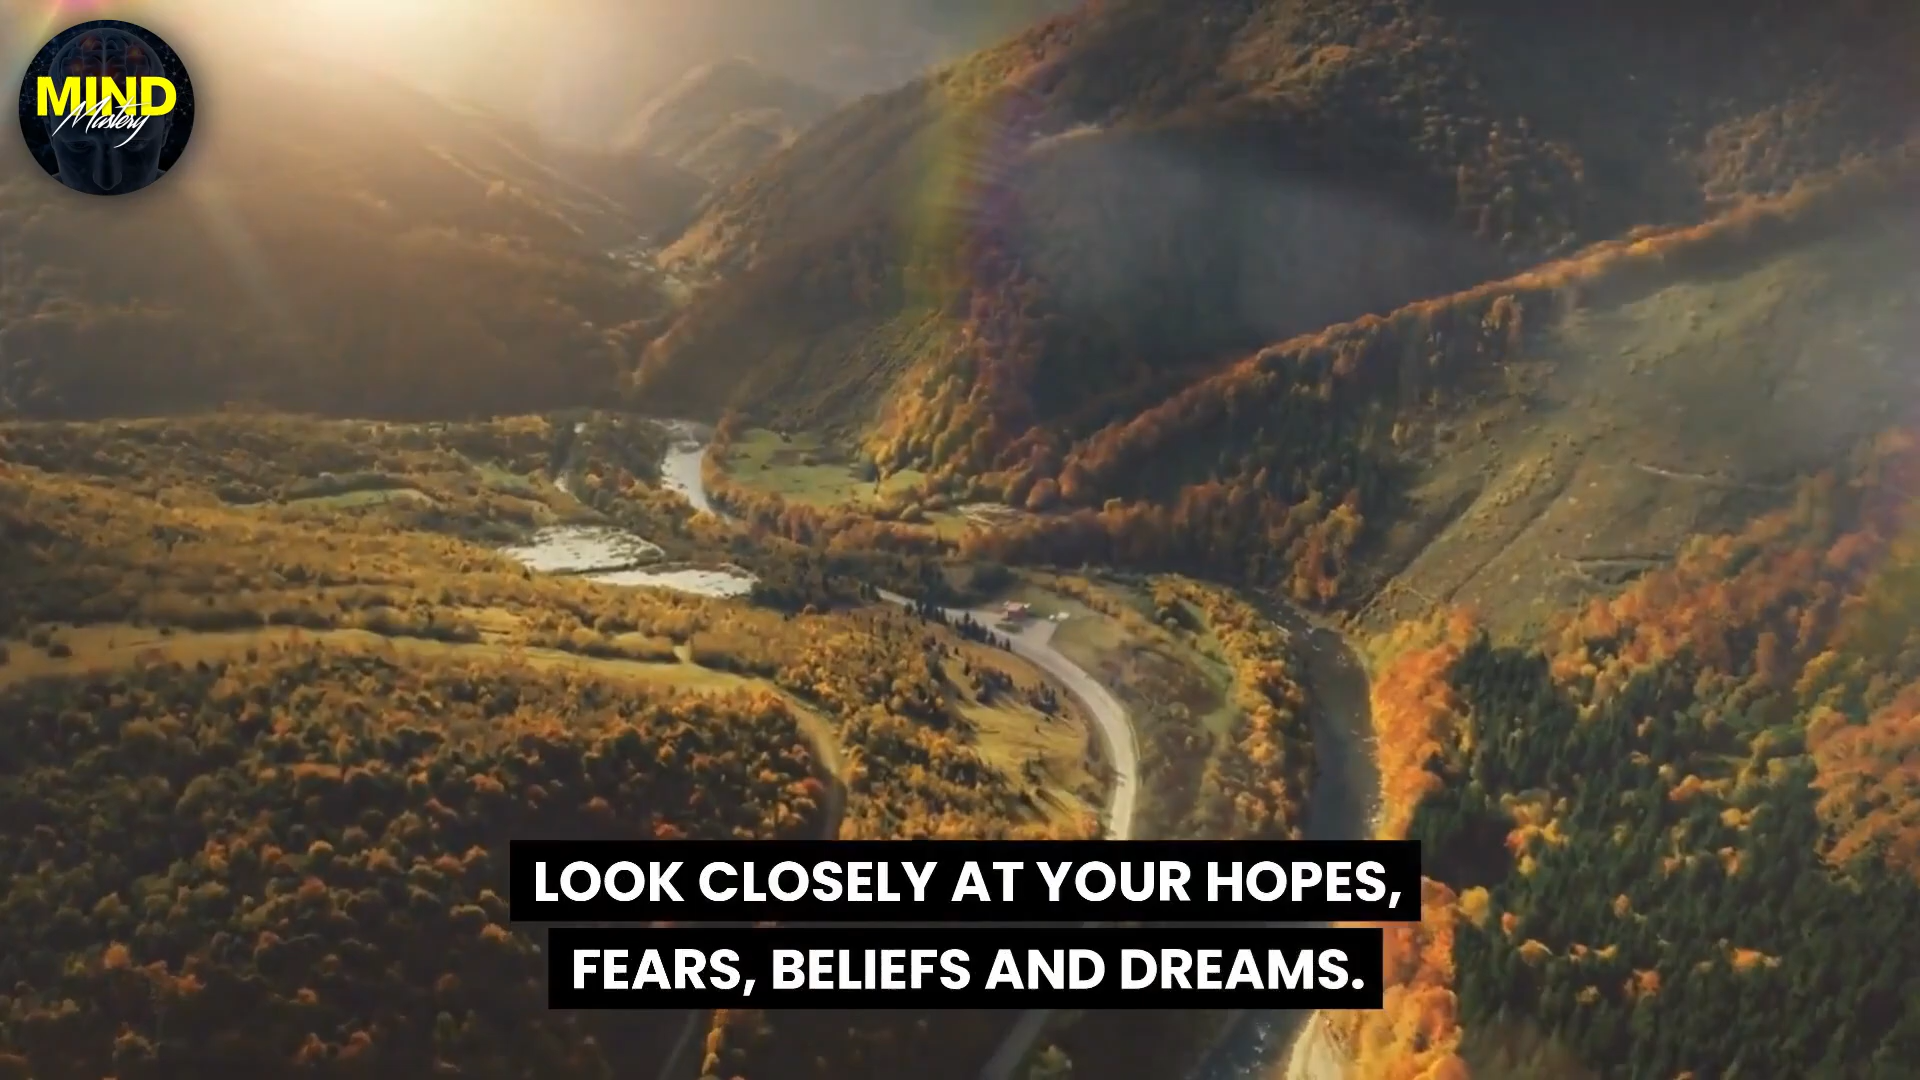 MIND
Mastery
LOOK CLOSELY AT YOUR HOPES,
FEARS, BELIEFS AND DREAMS.